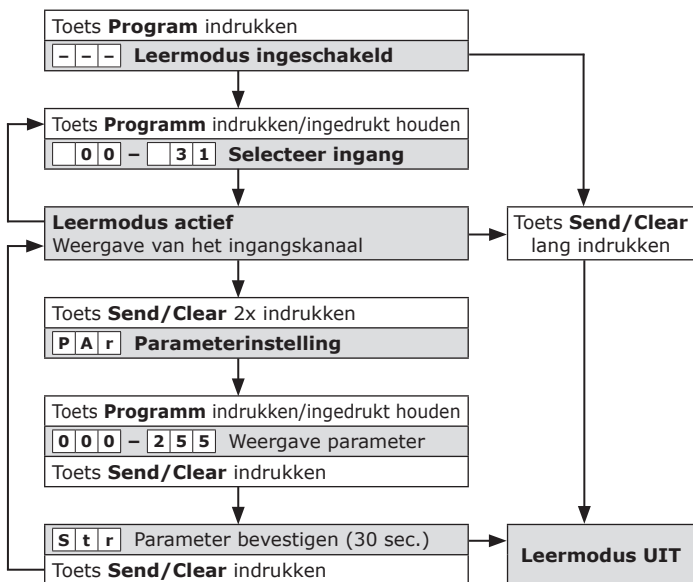 Toets Program indrukken
– – – Leermodus ingeschakeld
Toets Programm indrukken/ingedrukt houden
0 0 – 3 1 Selecteer ingang
Leermodus actief
Weergave van het ingangskanaal
Toets Send/Clear
lang indrukken
Toets Send/Clear 2x indrukken
P A r Parameterinstelling
Toets Programm indrukken/ingedrukt houden
0 0 0 – 2 5 5 Weergave parameter
Toets Send/Clear indrukken
S t r Parameter bevestigen (30 sec.)
Toets Send/Clear indrukken
Leermodus UIT